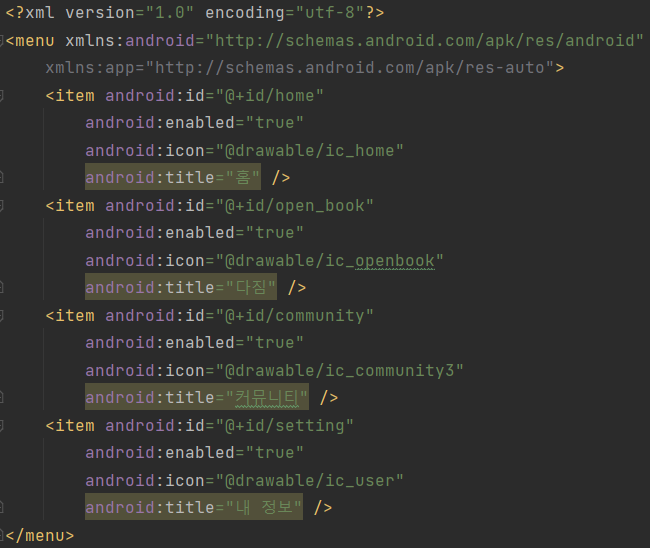 <?xml version="1.0" encoding="utf-8"?>
<menu xmlns:android="http://schemas.android.com/apk/res/android"
    xmlns:app="http://schemas.android.com/apk/res-auto">
    <item android:id="@+id/home"
        android:enabled="true"
        android:icon="@drawable/ic_home"
        android:title="홈" />
    <item android:id="@+id/open_book"
        android:enabled="true"
        android:icon="@drawable/ic_openbook"
        android:title="다짐" />
    <item android:id="@+id/community"
        android:enabled="true"
        android:icon="@drawable/ic_community3"
        android:title="커뮤니티" />
    <item android:id="@+id/setting"
        android:enabled="true"
        android:icon="@drawable/ic_user"
        android:title="내 정보" />
</menu>